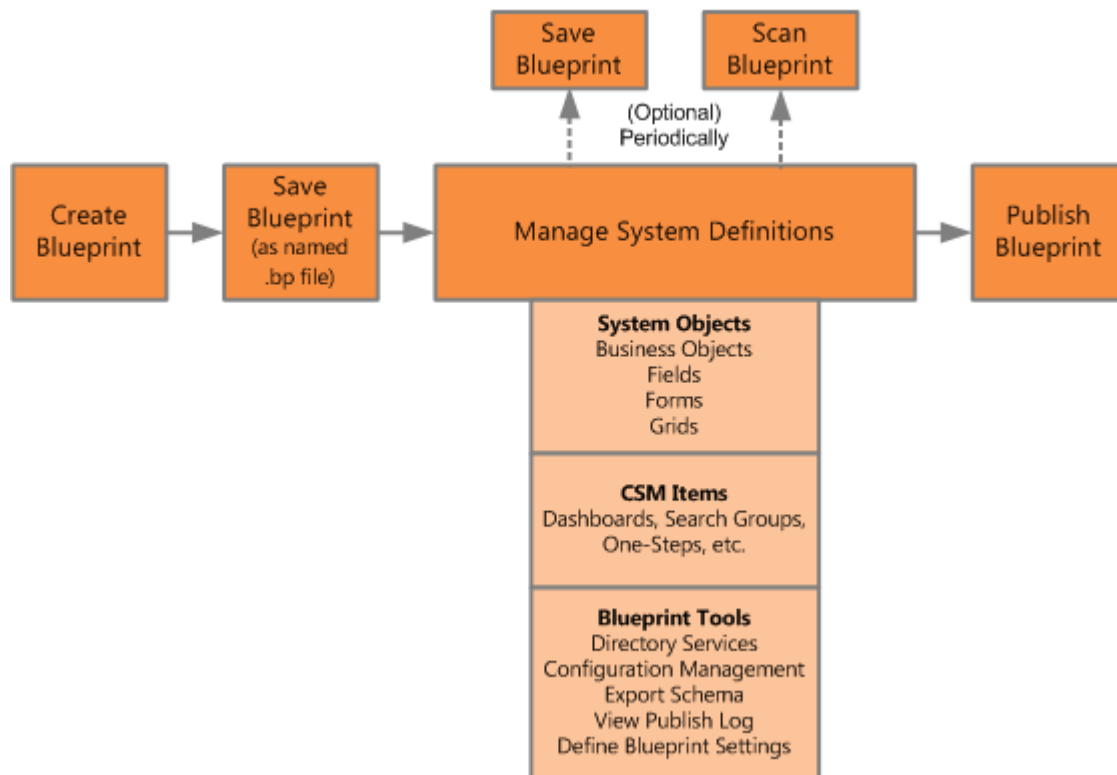 Save
Blueprint
Scan
Blueprint
(Optional)
Periodically
Create
Blueprint
Save
Blueprint
(as named
.bp file)
Manage System Definitions
Publish
Blueprint
System Objects
Business Objects
Fields
Forms
Grids
CSM Items
Dashboards, Search Groups,
One-Steps, etc.
Blueprint Tools
Directory Services
Configuration Management
Export Schema
View Publish Log
Define Blueprint Settings